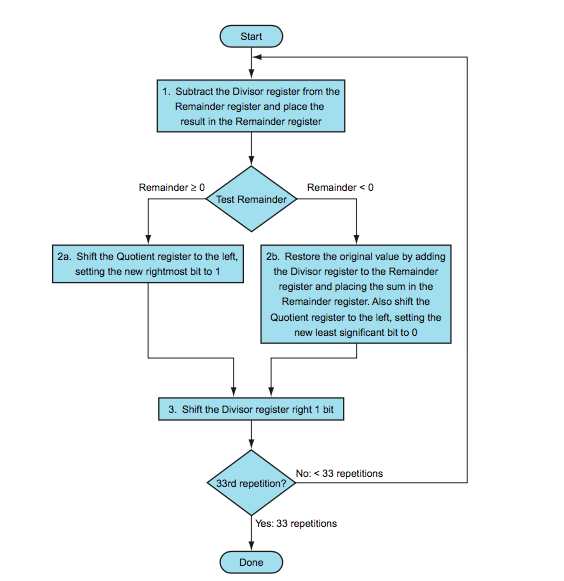 Start
1. Subtract the Divisor register from the
Remainder register and place the
result in the Remainder register
Remainder ≥ 0
Remainder < 0
Test Remainder
2a. Shift the Quotient register to the left,
setting the new rightmost bit to 1
2b. Restore the original value by adding
the Divisor register to the Remainder
register and placing the sum in the
Remainder register. Also shift the
Quotient register to the left, setting the
new least significant bit to 0
3. Shift the Divisor register right 1 bit
33rd repetition?
No: < 33 repetitions
Yes: 33 repetitions
Done